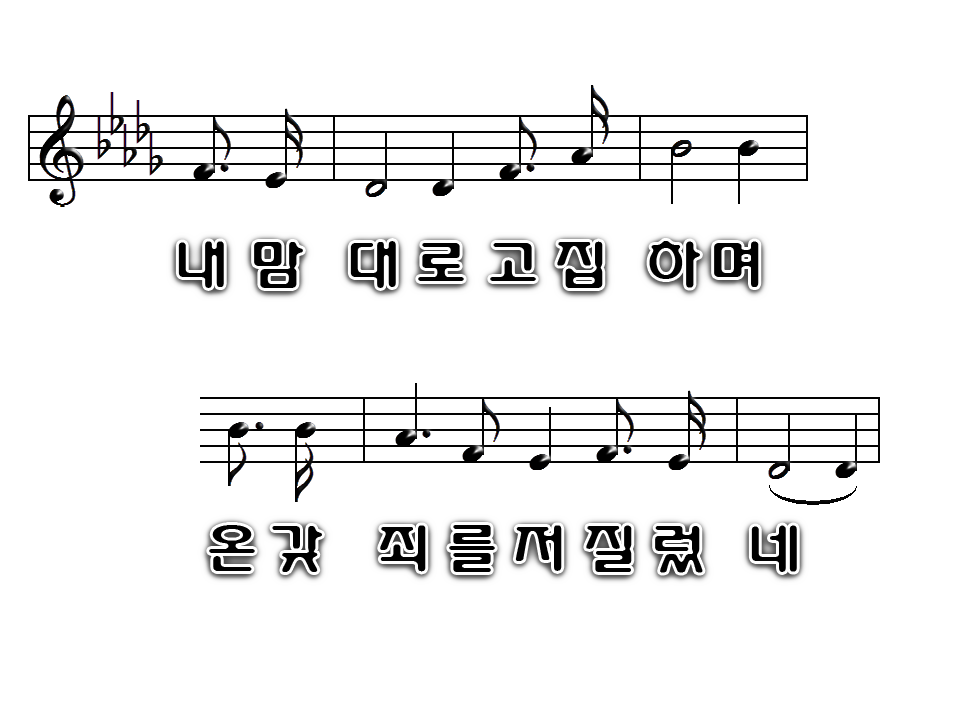 내 맘 대 로 고 집 하 며
온 갖 죄 를 저 질 렀 네